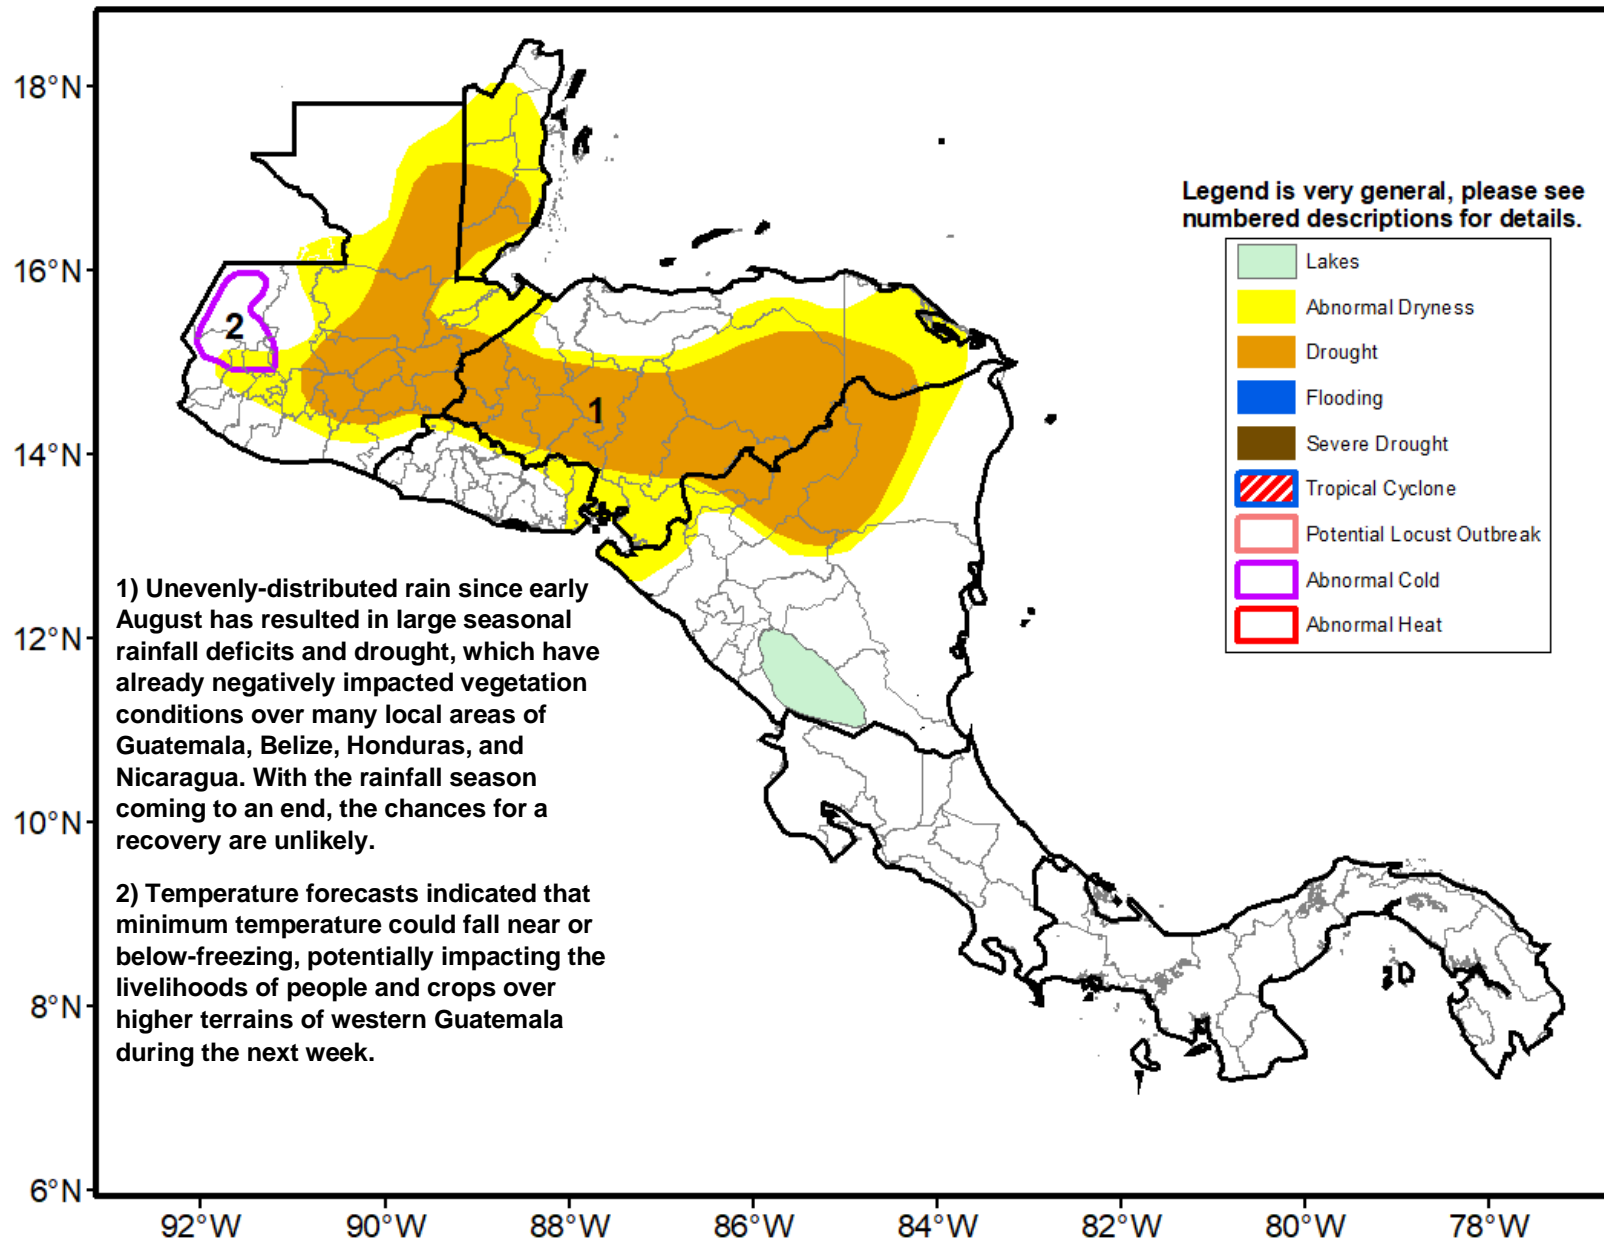 18°N
16°N
14°N
12°N
10°N
8°N
6°N
92°W
90°W
88°W
86°W
84°W
82°W
80°W
78°W
Legend is very general, please see
numbered descriptions for details.
Lakes
Abnormal Dryness
Drought
Flooding
Severe Drought
Tropical Cyclone
Potential Locust Outbreak
Abnormal Cold
Abnormal Heat
2
1
1) Unevenly-distributed rain since early
August has resulted in large seasonal
rainfall deficits and drought, which have
already negatively impacted vegetation
conditions over many local areas of
Guatemala, Belize, Honduras, and
Nicaragua. With the rainfall season
coming to an end, the chances for a
recovery are unlikely.
2) Temperature forecasts indicated that
minimum temperature could fall near or
below-freezing, potentially impacting the
livelihoods of people and crops over
higher terrains of western Guatemala
during the next week.